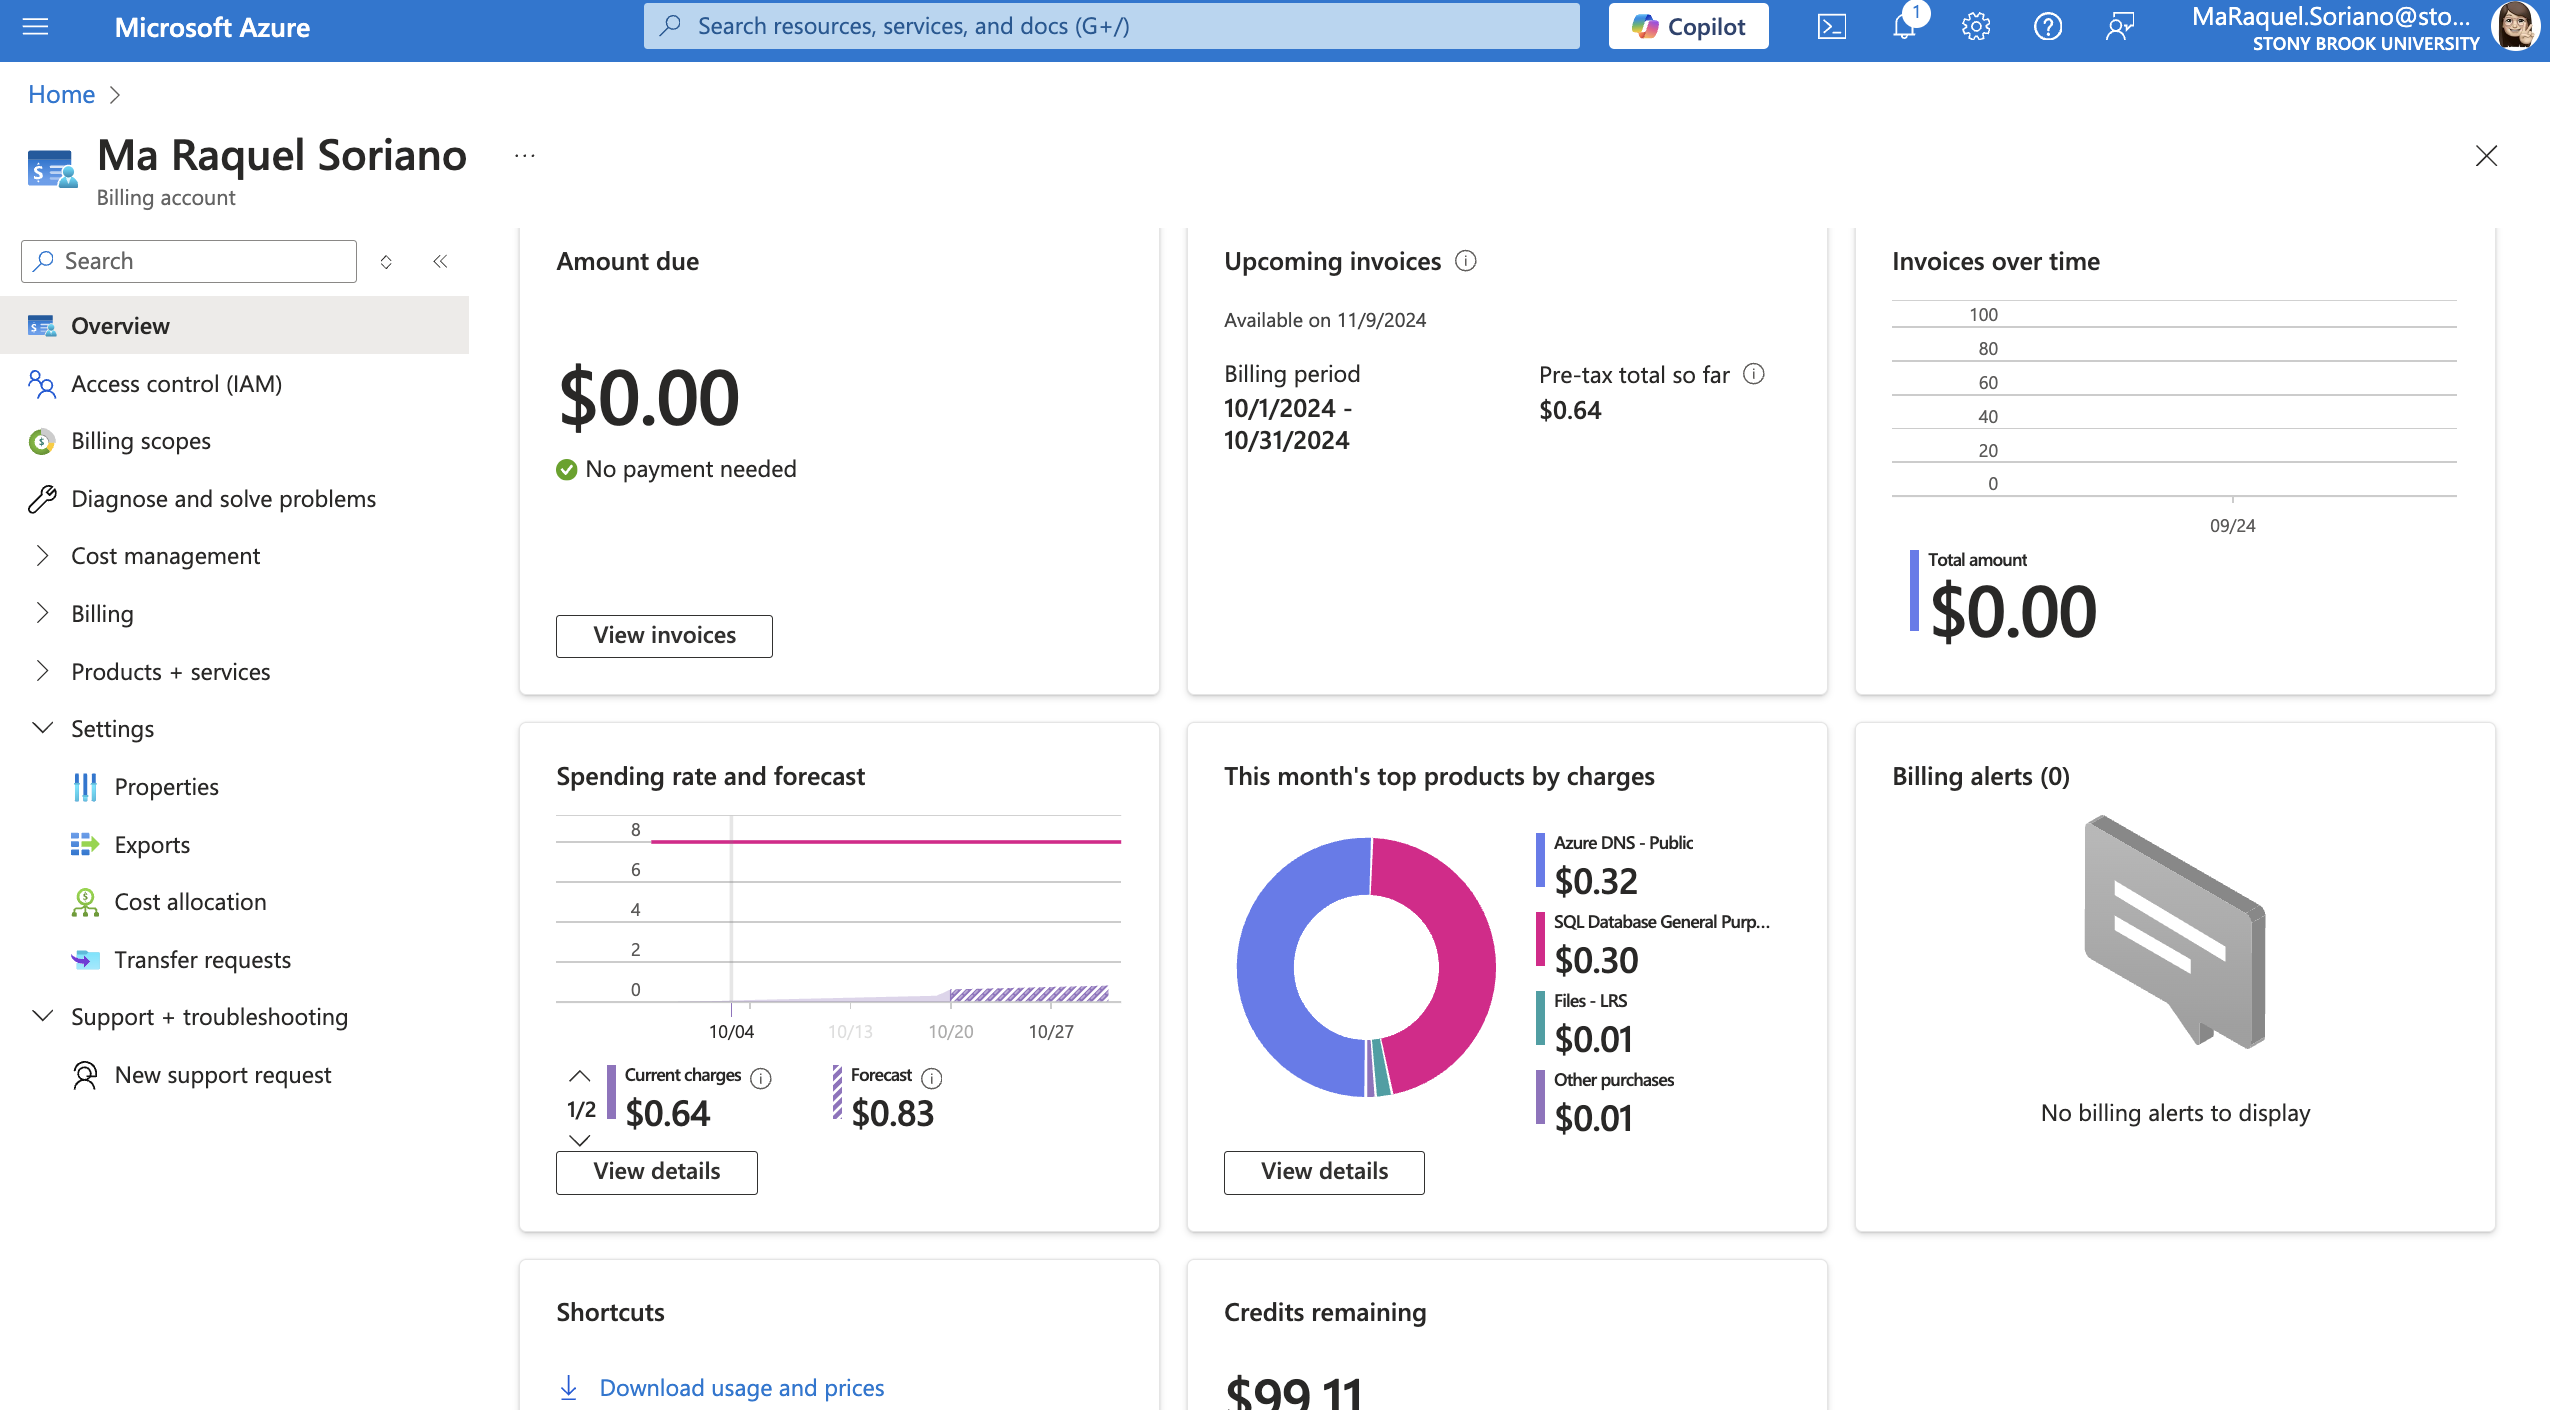 Microsoft Azure
Search resources, services, and docs (G+/)
Copilot
1
MaRaquel.Soriano@sto...
STONY BROOK UNIVERSITY
Home
Ma Raquel Soriano
...
Billing account
Search
Overview
Access control (IAM)
Billing scopes
Diagnose and solve problems
Cost management
Billing
Products + services
Settings
Properties
Exports
Cost allocation
Transfer requests
Support + troubleshooting
New support request
Amount due
$0.00
No payment needed
View invoices
Upcoming invoices
Available on 11/9/2024
Billing period
10/1/2024 -
10/31/2024
Pre-tax total so far
$0.64
Invoices over time
100
80
60
40
20
0
09/24
Total amount
$0.00
Spending rate and forecast
8
6
4
2
0
10/04 10/13 10/20 10/27
1/2
Current charges
$0.64
Forecast
$0.83
View details
This month's top products by charges
Azure DNS - Public
$0.32
SQL Database General Purp...
$0.30
Files - LRS
$0.01
Other purchases
$0.01
View details
Billing alerts (0)
No billing alerts to display
Shortcuts
Download usage and prices
Credits remaining
$99.11